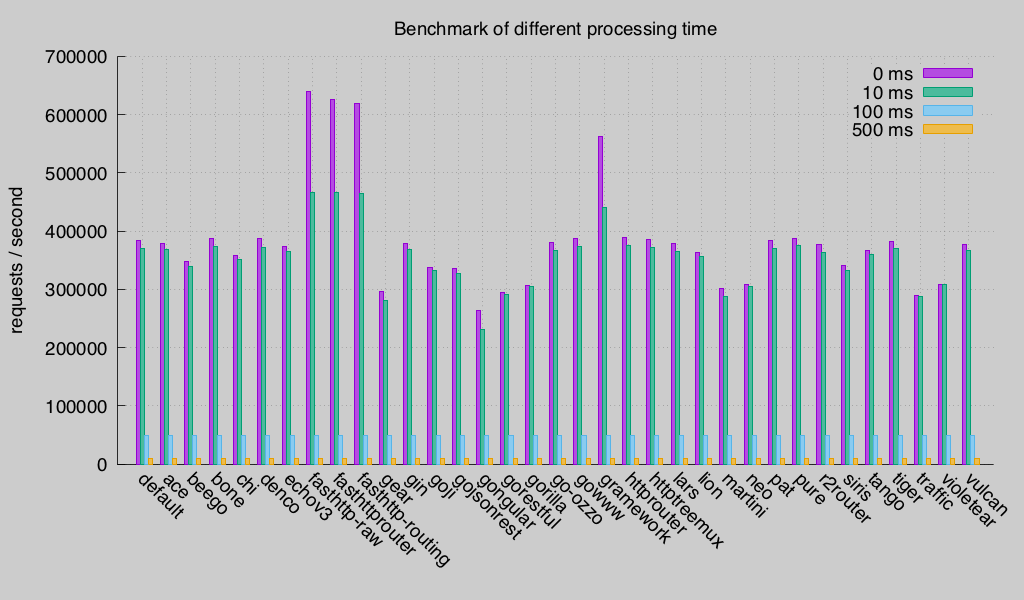 Benchmark of different processing time
700000
600000
500000
400000
300000
200000
100000
0
requests / second
0 ms
10 ms
100 ms
500 ms
default
ace
beego
bone
chi
denco
echov3
fasthttp-raw
fasthttprouter
fasthttp-routing
gear
gin
goji
gojsonrest
gongular
gorestful
gorilla
go-ozzo
gowww
gramework
httprouter
httptreemux
lars
lion
martini
neo
pat
pure
r2router
siris
tango
tiger
traffic
violetear
vulcan